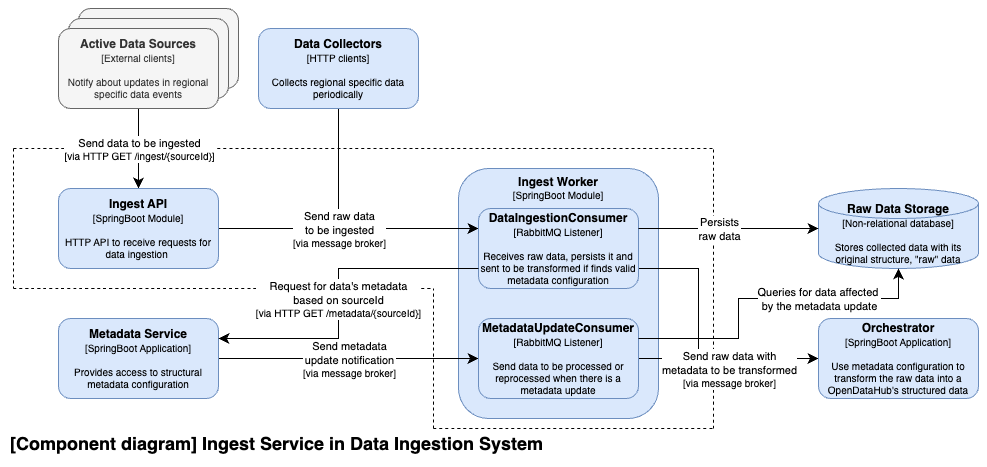 Active Data Sources
[External clients]
Notify about updates in regional
specific data events
Data Collectors
[HTTP clients]
Collects regional specific data
periodically
Send data to be ingested
[via HTTP GET /ingest/{sourceId}]
Ingest API
[SpringBoot Module]
HTTP API to receive requests for
data ingestion
Send raw data
to be ingested
[via message broker]
Ingest Worker
[SpringBoot Module]
DataIngestionConsumer
[RabbitMQ Listener]
Receives raw data, persists it and
sent to be transformed if finds valid
metadata configuration
Persists
raw data
Raw Data Storage
[Non-relational database]
Stores collected data with its
original structure, "raw" data
Request for data's metadata
based on sourceId
[via HTTP GET /metadata/{sourceId}]
Queries for data affected
by the metadata update
Metadata Service
[SpringBoot Application]
Provides access to structural
metadata configuration
Send metadata
update notification
[via message broker]
MetadataUpdateConsumer
[RabbitMQ Listener]
Send data to be processed or
reprocessed when there is a
metadata update
Send raw data with
metadata to be transformed
[via message broker]
Orchestrator
[SpringBoot Application]
Use metadata configuration to
transform the raw data into a
OpenDataHub's structured data
[Component diagram] Ingest Service in Data Ingestion System